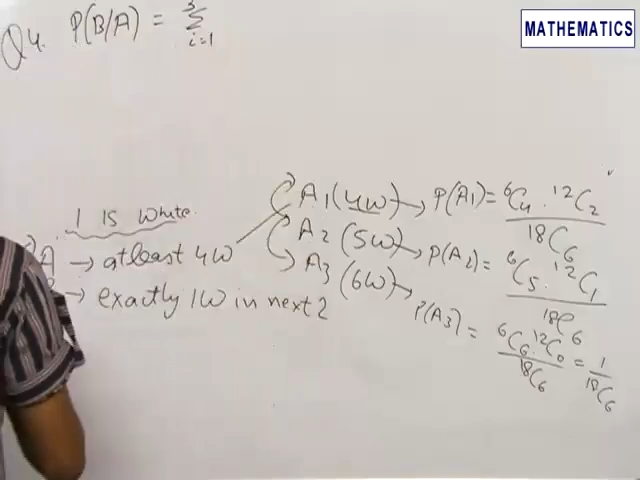 MATHEMATICS
Q4. P(B/A) = 3 Σ i=1
1 is white.
A → atleast 4W
→ exactly 1W in next 2
A1 (4W) → P(A1) = ⁶C₄ . ¹²C₂ / ¹⁸C₆
A2 (5W) → P(A2) = ⁶C₅ . ¹²C₁ / ¹⁸C₆
A3 (6W) → P(A3) = ⁶C₆ . ¹²C₀ / ¹⁸C₆ = 1 / ¹⁸C₆